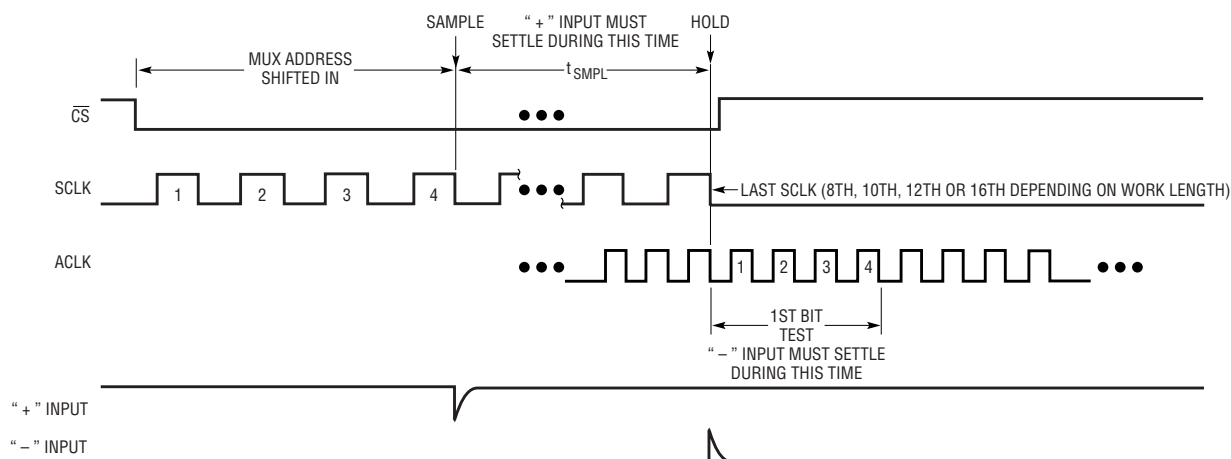 SAMPLE
“ + ” INPUT MUST
SETTLE DURING THIS TIME
HOLD
MUX ADDRESS
SHIFTED IN
tSMPL
CS
SCLK
1 2 3 4
LAST SCLK (8TH, 10TH, 12TH OR 16TH DEPENDING ON WORK LENGTH)
ACLK
1 2 3 4
1ST BIT
TEST
“ – ” INPUT MUST SETTLE
DURING THIS TIME
“ + ” INPUT
“ – ” INPUT